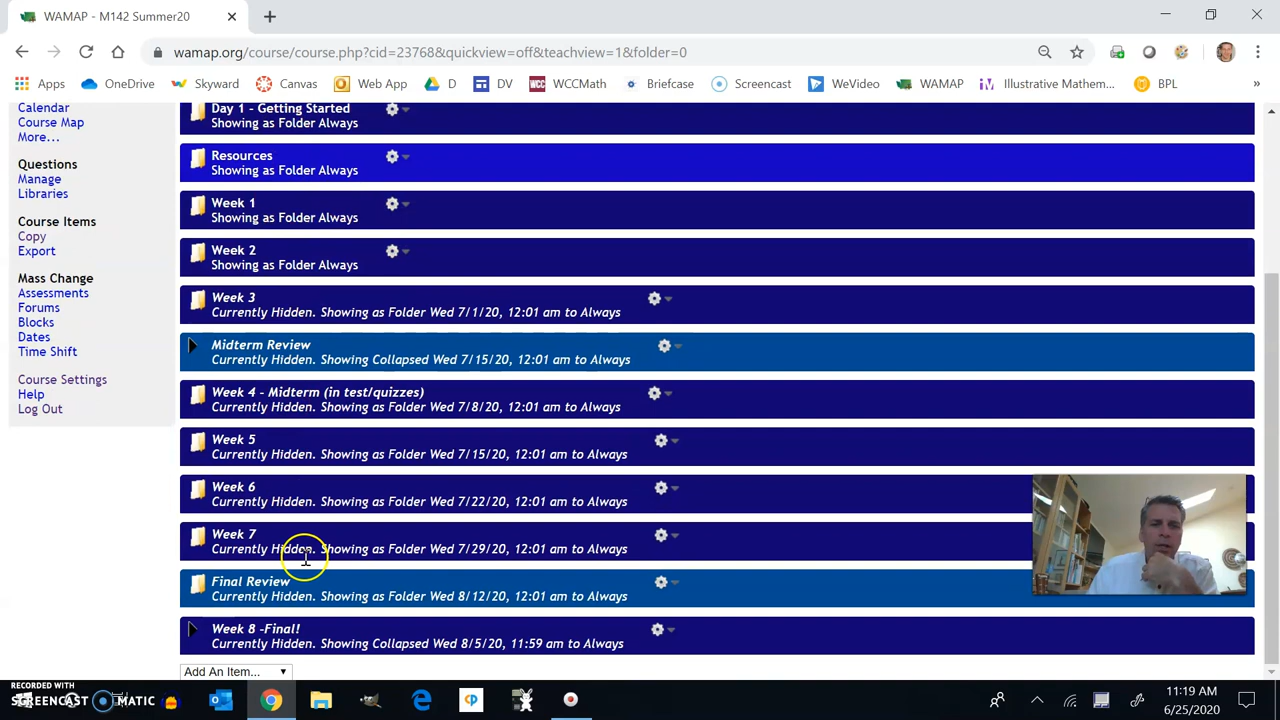 WAMAP - M142 Summer20
wamap.org/course/course.php?cid=23768&quickview=off&teachview=1&folder=0
Apps OneDrive Skyward Canvas Web App D DV WCCMath Briefcase Screencast WeVideo WAMAP Illustrative Mathem... BPL »
Calendar
Course Map
More...
Questions
Manage
Libraries
Course Items
Copy
Export
Mass Change
Assessments
Forums
Blocks
Dates
Time Shift
Course Settings
Help
Log Out
Day 1 - Getting Started
Showing as Folder Always
Resources
Showing as Folder Always
Week 1
Showing as Folder Always
Week 2
Showing as Folder Always
Week 3
Currently Hidden. Showing as Folder Wed 7/1/20, 12:01 am to Always
Midterm Review
Currently Hidden. Showing Collapsed Wed 7/15/20, 12:01 am to Always
Week 4 - Midterm (in test/quizzes)
Currently Hidden. Showing as Folder Wed 7/8/20, 12:01 am to Always
Week 5
Currently Hidden. Showing as Folder Wed 7/15/20, 12:01 am to Always
Week 6
Currently Hidden. Showing as Folder Wed 7/22/20, 12:01 am to Always
Week 7
Currently Hidden. Showing as Folder Wed 7/29/20, 12:01 am to Always
Final Review
Currently Hidden. Showing as Folder Wed 8/12/20, 12:01 am to Always
Week 8 -Final!
Currently Hidden. Showing Collapsed Wed 8/5/20, 11:59 am to Always
Add An Item...
RECORDED WITH
SCREENCAST MATIC
11:19 AM
6/25/2020